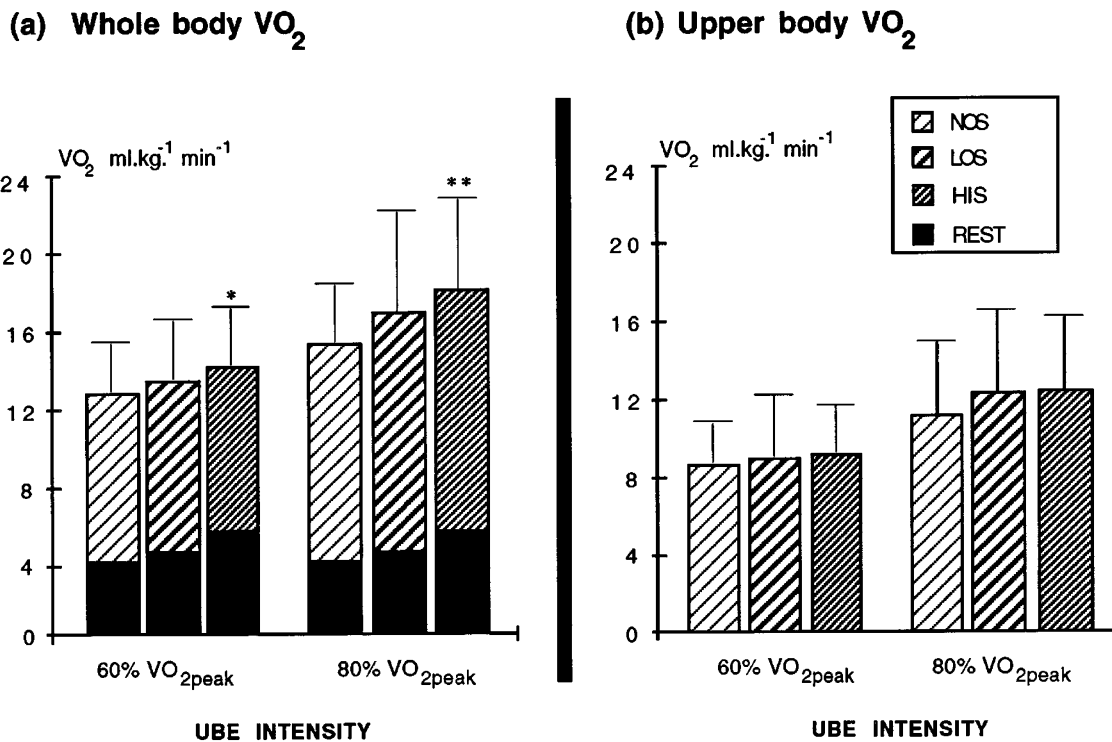 (a) Whole body VO2
VO2 ml.kg.-1 min-1
24
20
16
12
8
4
0
*
**
60% VO2peak
80% VO2peak
UBE INTENSITY
(b) Upper body VO2
VO2 ml.kg.-1 min-1
24
20
16
12
8
4
0
NOS
LOS
HIS
REST
60% VO2peak
80% VO2peak
UBE INTENSITY